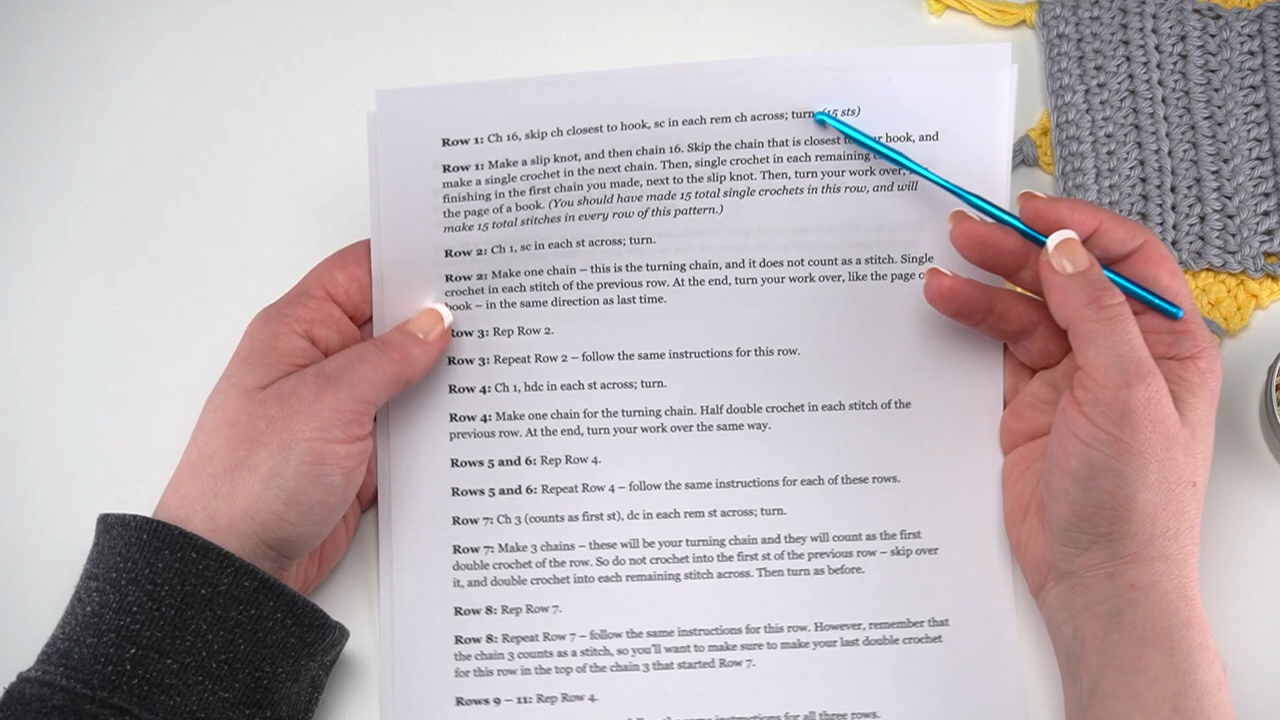 Row 1: Ch 16, skip ch closest to hook, sc in each rem ch across; turn. (15 sts)
Row 1: Make a slip knot, and then chain 16. Skip the chain that is closest hook, and
make a single crochet in the next chain. Then, single crochet in each remaining
finishing in the first chain you made, next to the slip knot. Then, turn your work over,
the page of a book. (You should have made 15 total single crochets in this row, and will
make 15 total stitches in every row of this pattern.)
Row 2: Ch 1, sc in each st across; turn.
Row 2: Make one chain – this is the turning chain, and it does not count as a stitch. Single
crochet in each stitch of the previous row. At the end, turn your work over, like the page
book – in the same direction as last time.
Row 3: Rep Row 2.
Row 3: Repeat Row 2 – follow the same instructions for this row.
Row 4: Ch 1, hdc in each st across; turn.
Row 4: Make one chain for the turning chain. Half double crochet in each stitch of the
previous row. At the end, turn your work over the same way.
Rows 5 and 6: Rep Row 4.
Rows 5 and 6: Repeat Row 4 – follow the same instructions for each of these rows.
Row 7: Ch 3 (counts as first st), dc in each rem st across; turn.
Row 7: Make 3 chains – these will be your turning chain and they will count as the first
double crochet of the row. So do not crochet into the first st of the previous row – skip over
it, and double crochet into each remaining stitch across. Then turn as before.
Row 8: Rep Row 7.
Row 8: Repeat Row 7 – follow the same instructions for this row. However, remember that
the chain 3 counts as a stitch, so you'll want to make sure to make your last double crochet
for this row in the top of the chain 3 that started Row 7.
Rows 9 – 11: Rep Row 4.
the same instructions for all three rows.